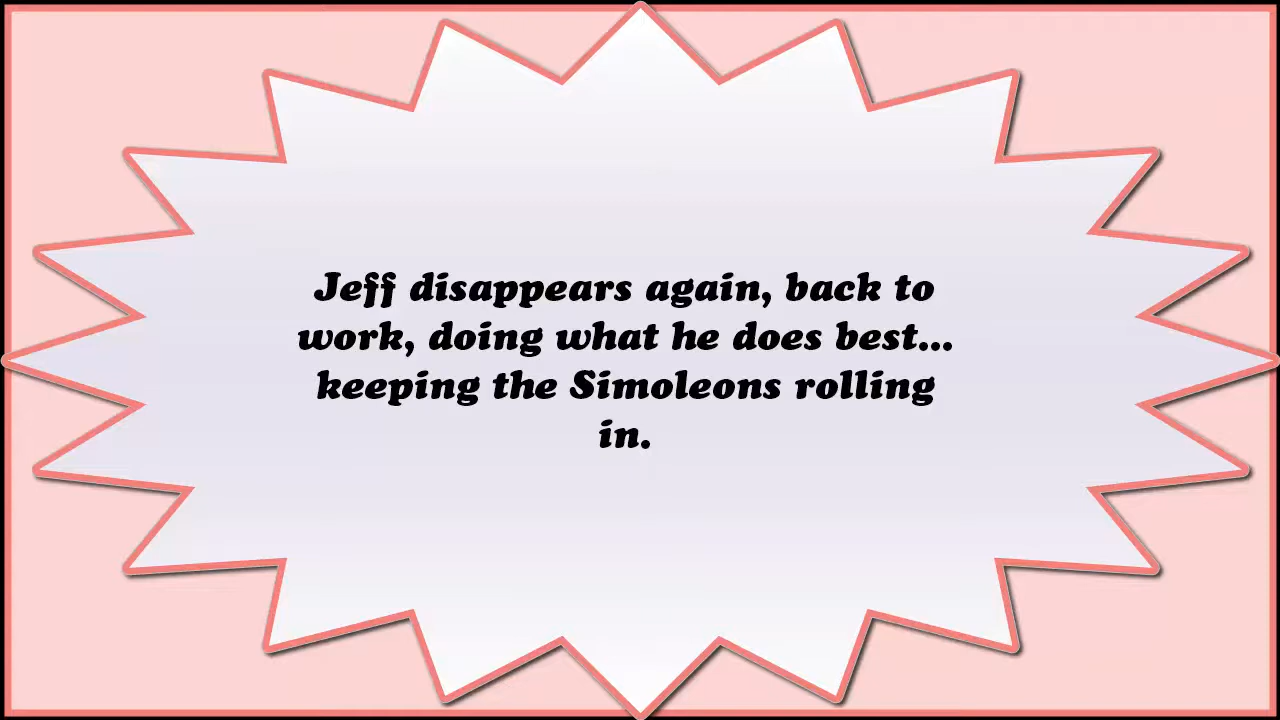 Jeff disappears again, back to
work, doing what he does best...
keeping the Simoleons rolling
in.